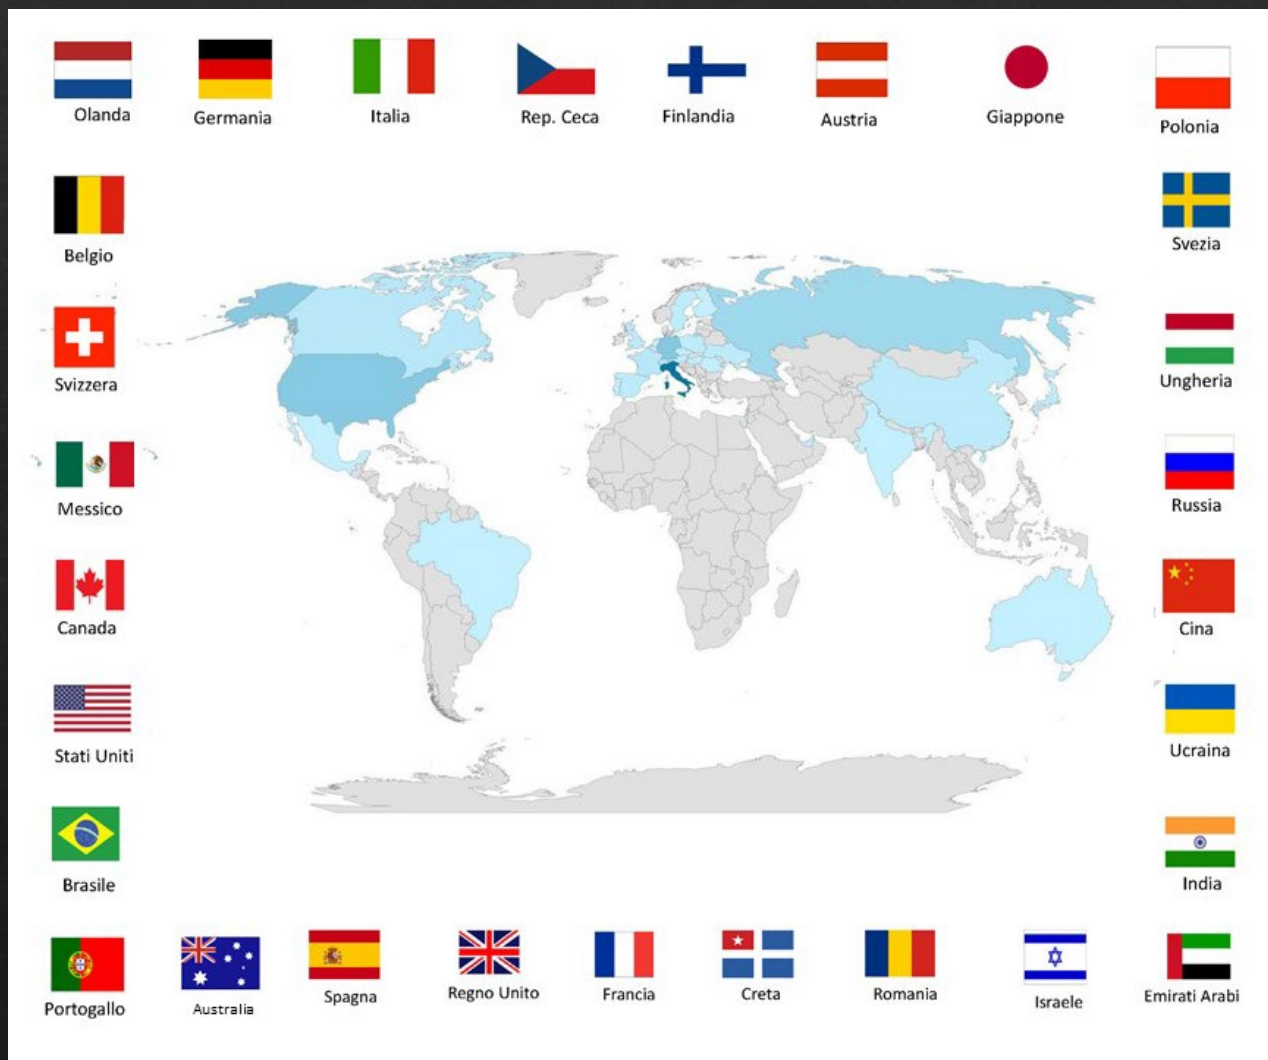 Olanda
Germania
Italia
Rep. Ceca
Finlandia
Austria
Giappone
Polonia
Belgio
Svezia
Svizzera
Ungheria
Messico
Russia
Canada
Cina
Stati Uniti
Ucraina
Brasile
India
Portogallo
Australia
Spagna
Regno Unito
Francia
Creta
Romania
Israele
Emirati Arabi